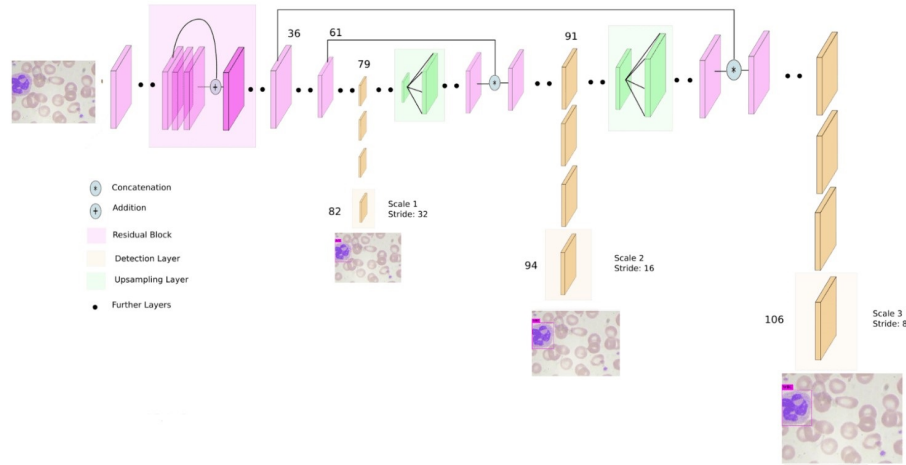 36
61
79
91
Concatenation
Addition
Residual Block
Detection Layer
Upsampling Layer
Further Layers
82
Scale 1
Stride: 32
94
Scale 2
Stride: 16
106
Scale 3
Stride: 8